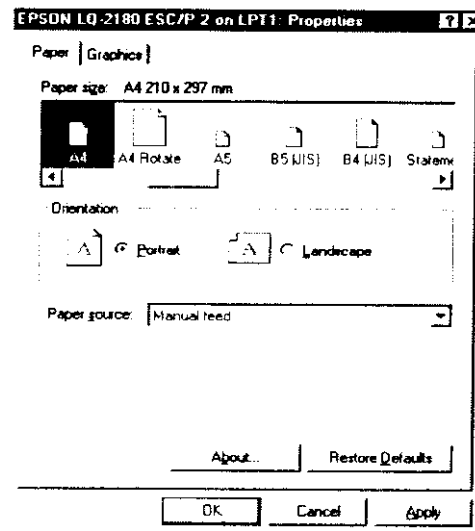 EPSON LQ-2180 ESC/P 2 on LPT1: Properties
Paper Graphics
Paper size: A4 210 x 297 mm
A4 A4 Rotate A5 B5 (JIS) B4 (JIS) Stateme
Orientation
A Portrait A Landscape
Paper source: Manual feed
About... Restore Defaults
OK Cancel Apply